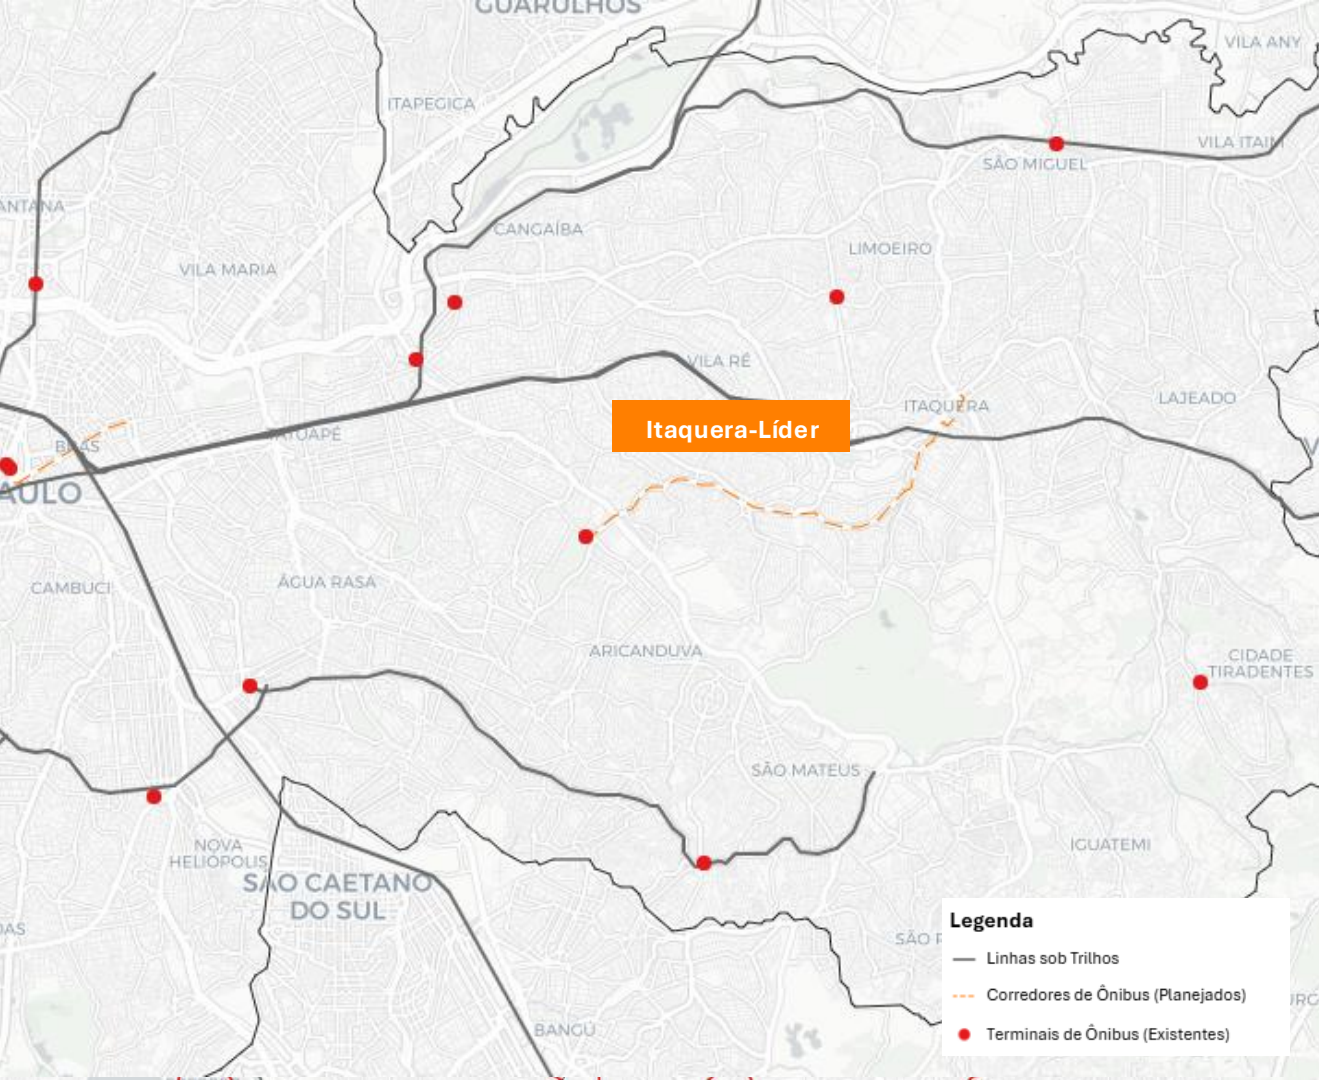 GUARULHOS
VILA ANY
ITAPEGICA
VILA ITAIM
SÃO MIGUEL
ANTANA
CANGAÍBA
LIMOEIRO
VILA MARIA
VILA RÉ
LAJEADO
ITAQUERA
Itaquera-Líder
TATUAPÉ
BRÁS
AULO
ÁGUA RASA
CAMBUCI
ARICANDUVA
CIDADE
TIRADENTES
SÃO MATEUS
NOVA
HELIÓPOLIS
IGUATEMI
SÃO CAETANO
DO SUL
SÃO R
BANGÚ
Legenda
Linhas sob Trilhos
Corredores de Ônibus (Planejados)
Terminais de Ônibus (Existentes)